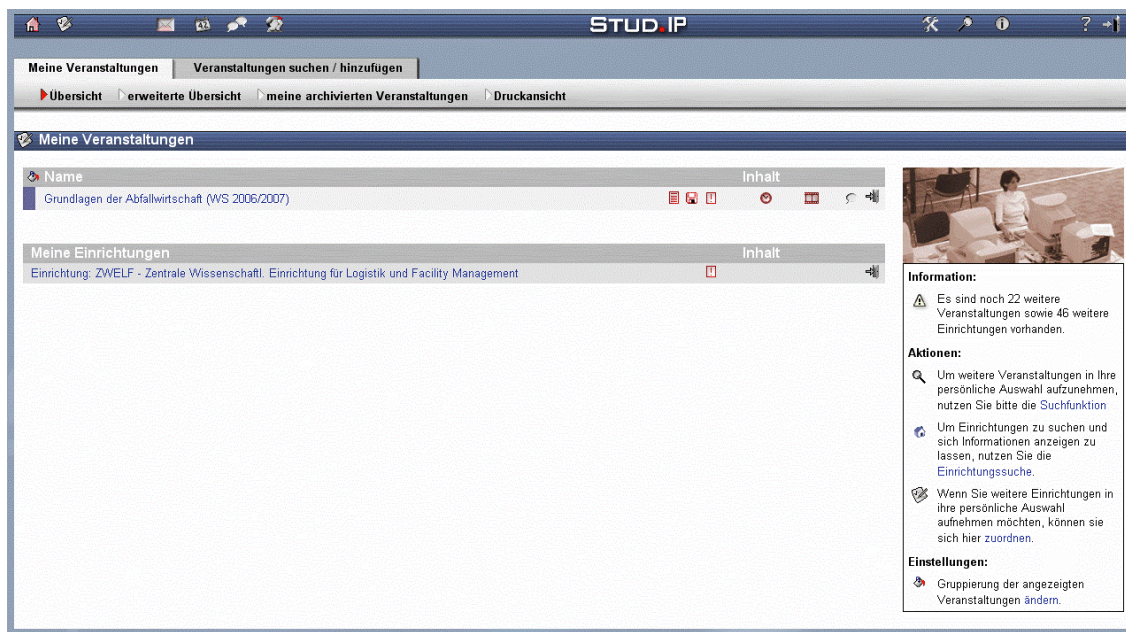 STUD.IP
?
Meine Veranstaltungen
Veranstaltungen suchen / hinzufügen
Übersicht
erweiterte Übersicht
meine archivierten Veranstaltungen
Druckansicht
Meine Veranstaltungen
Name Inhalt
Grundlagen der Abfallwirtschaft (WS 2006/2007)
Meine Einrichtungen Inhalt
Einrichtung: ZWELF - Zentrale Wissenschaftl. Einrichtung für Logistik und Facility Management
Information:
Es sind noch 22 weitere
Veranstaltungen sowie 46 weitere
Einrichtungen vorhanden.
Aktionen:
Um weitere Veranstaltungen in Ihre
persönliche Auswahl aufzunehmen,
nutzen Sie bitte die Suchfunktion
Um Einrichtungen zu suchen und
sich Informationen anzeigen zu
lassen, nutzen Sie die
Einrichtungssuche.
Wenn Sie weitere Einrichtungen in
ihre persönliche Auswahl
aufnehmen möchten, können sie
sich hier zuordnen.
Einstellungen:
Gruppierung der angezeigten
Veranstaltungen ändern.